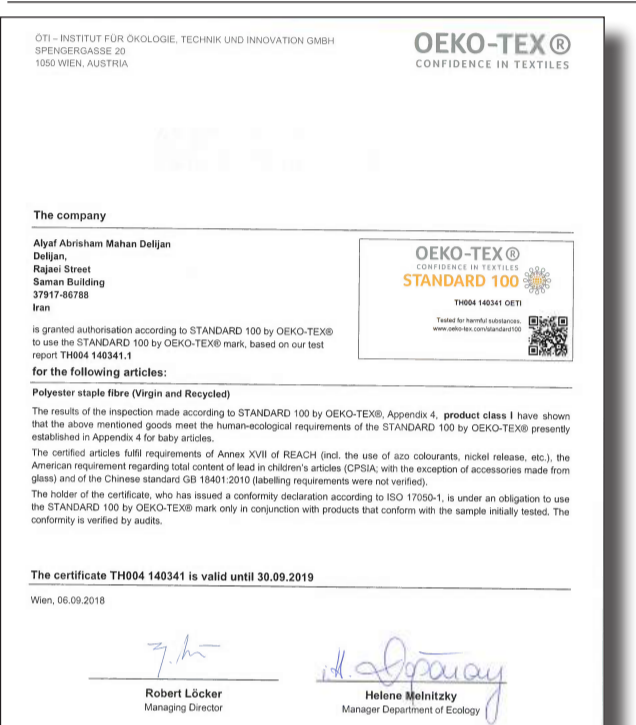 ÖTI – INSTITUT FÜR ÖKOLOGIE, TECHNIK UND INNOVATION GMBH
SPENGERGASSE 20
1050 WIEN, AUSTRIA
OEKO-TEX®
CONFIDENCE IN TEXTILES
The company
Alyaf Abrisham Mahan Delijan
Delijan,
Rajaei Street
Saman Building
37917-86788
Iran
is granted authorisation according to STANDARD 100 by OEKO-TEX®
to use the STANDARD 100 by OEKO-TEX® mark, based on our test
report TH004 140341.1
OEKO-TEX®
CONFIDENCE IN TEXTILES
STANDARD 100
TH004 140341 OETI
Tested for harmful substances.
www.oeko-tex.com/standard100
for the following articles:
Polyester staple fibre (Virgin and Recycled)
The results of the inspection made according to STANDARD 100 by OEKO-TEX®, Appendix 4, product class I have shown
that the above mentioned goods meet the human-ecological requirements of the STANDARD 100 by OEKO-TEX® presently
established in Appendix 4 for baby articles.
The certified articles fulfil requirements of Annex XVII of REACH (incl. the use of azo colourants, nickel release, etc.), the
American requirement regarding total content of lead in children's articles (CPSIA; with the exception of accessories made from
glass) and of the Chinese standard GB 18401:2010 (labelling requirements were not verified).
The holder of the certificate, who has issued a conformity declaration according to ISO 17050-1, is under an obligation to use
the STANDARD 100 by OEKO-TEX® mark only in conjunction with products that conform with the sample initially tested. The
conformity is verified by audits.
The certificate TH004 140341 is valid until 30.09.2019
Wien, 06.09.2018
Robert Löcker
Managing Director
Helene Melnitzky
Manager Department of Ecology